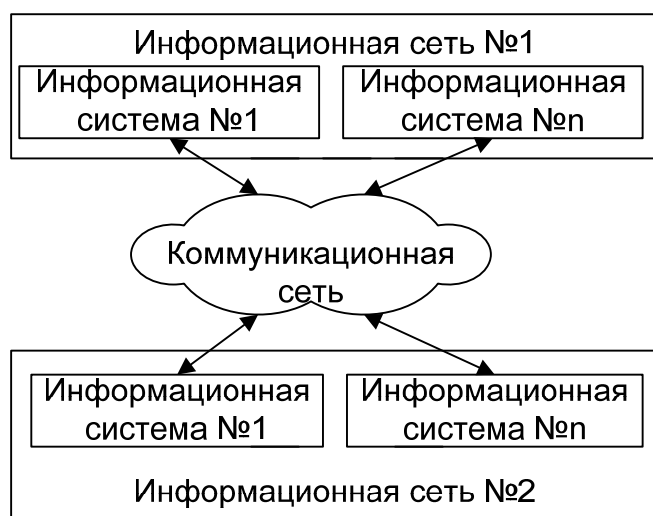 Информационная сеть №1
Информационная
система №1
Информационная
система №n
Коммуникационная
сеть
Информационная
система №1
Информационная
система №n
Информационная сеть №2